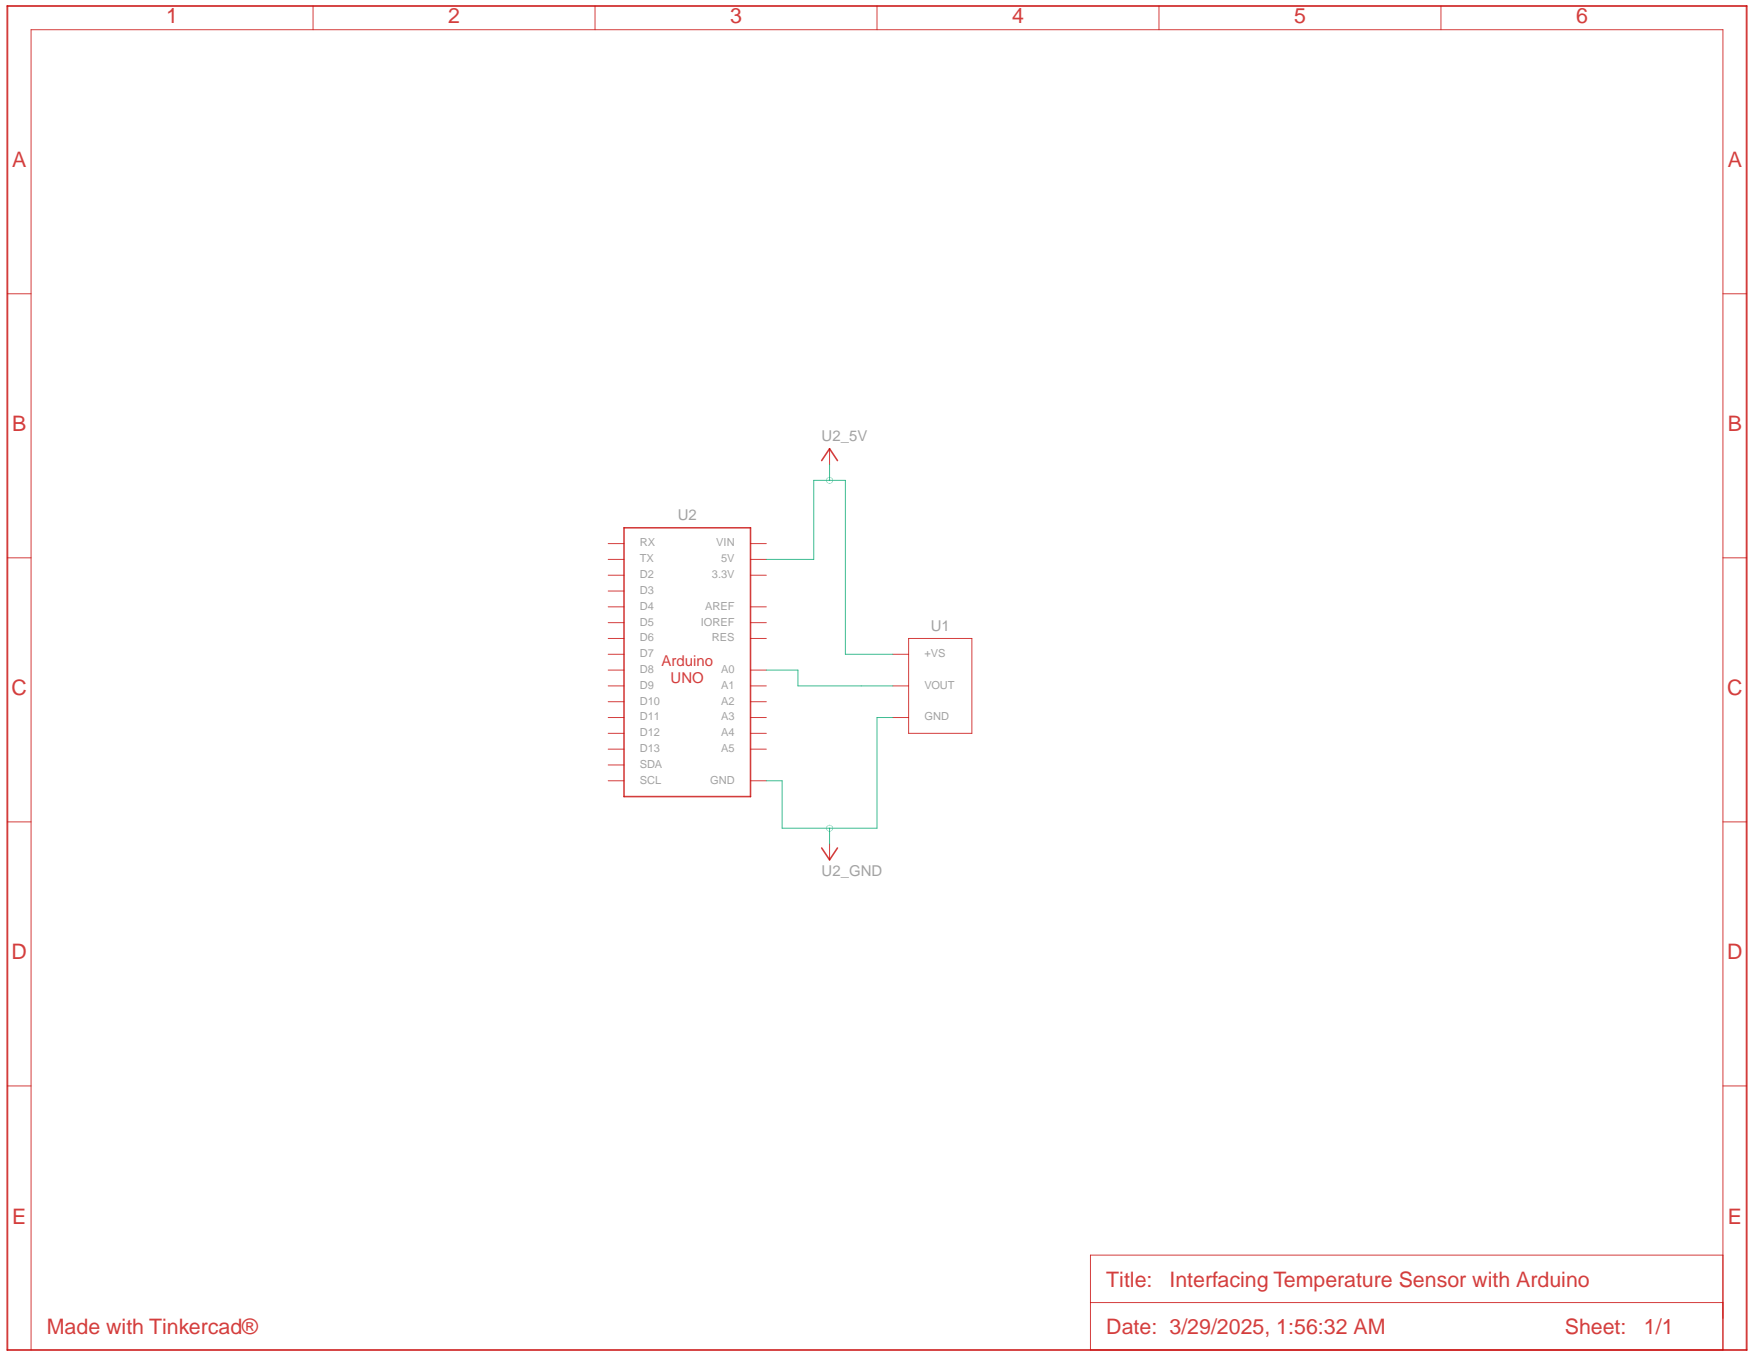 1 2 3 4 5 6
A A
B B
U2_5V
U2
RX VIN
TX 5V
D2 3.3V
D3
D4 AREF
D5 IOREF
D6 RES
D7
Arduino
UNO
D8 A0
D9 A1
D10 A2
D11 A3
D12 A4
D13 A5
SDA
SCL GND
U1
+VS
VOUT
GND
C C
U2_GND
D D
E E
Title: Interfacing Temperature Sensor with Arduino
Made with Tinkercad®
Date: 3/29/2025, 1:56:32 AM Sheet: 1/1